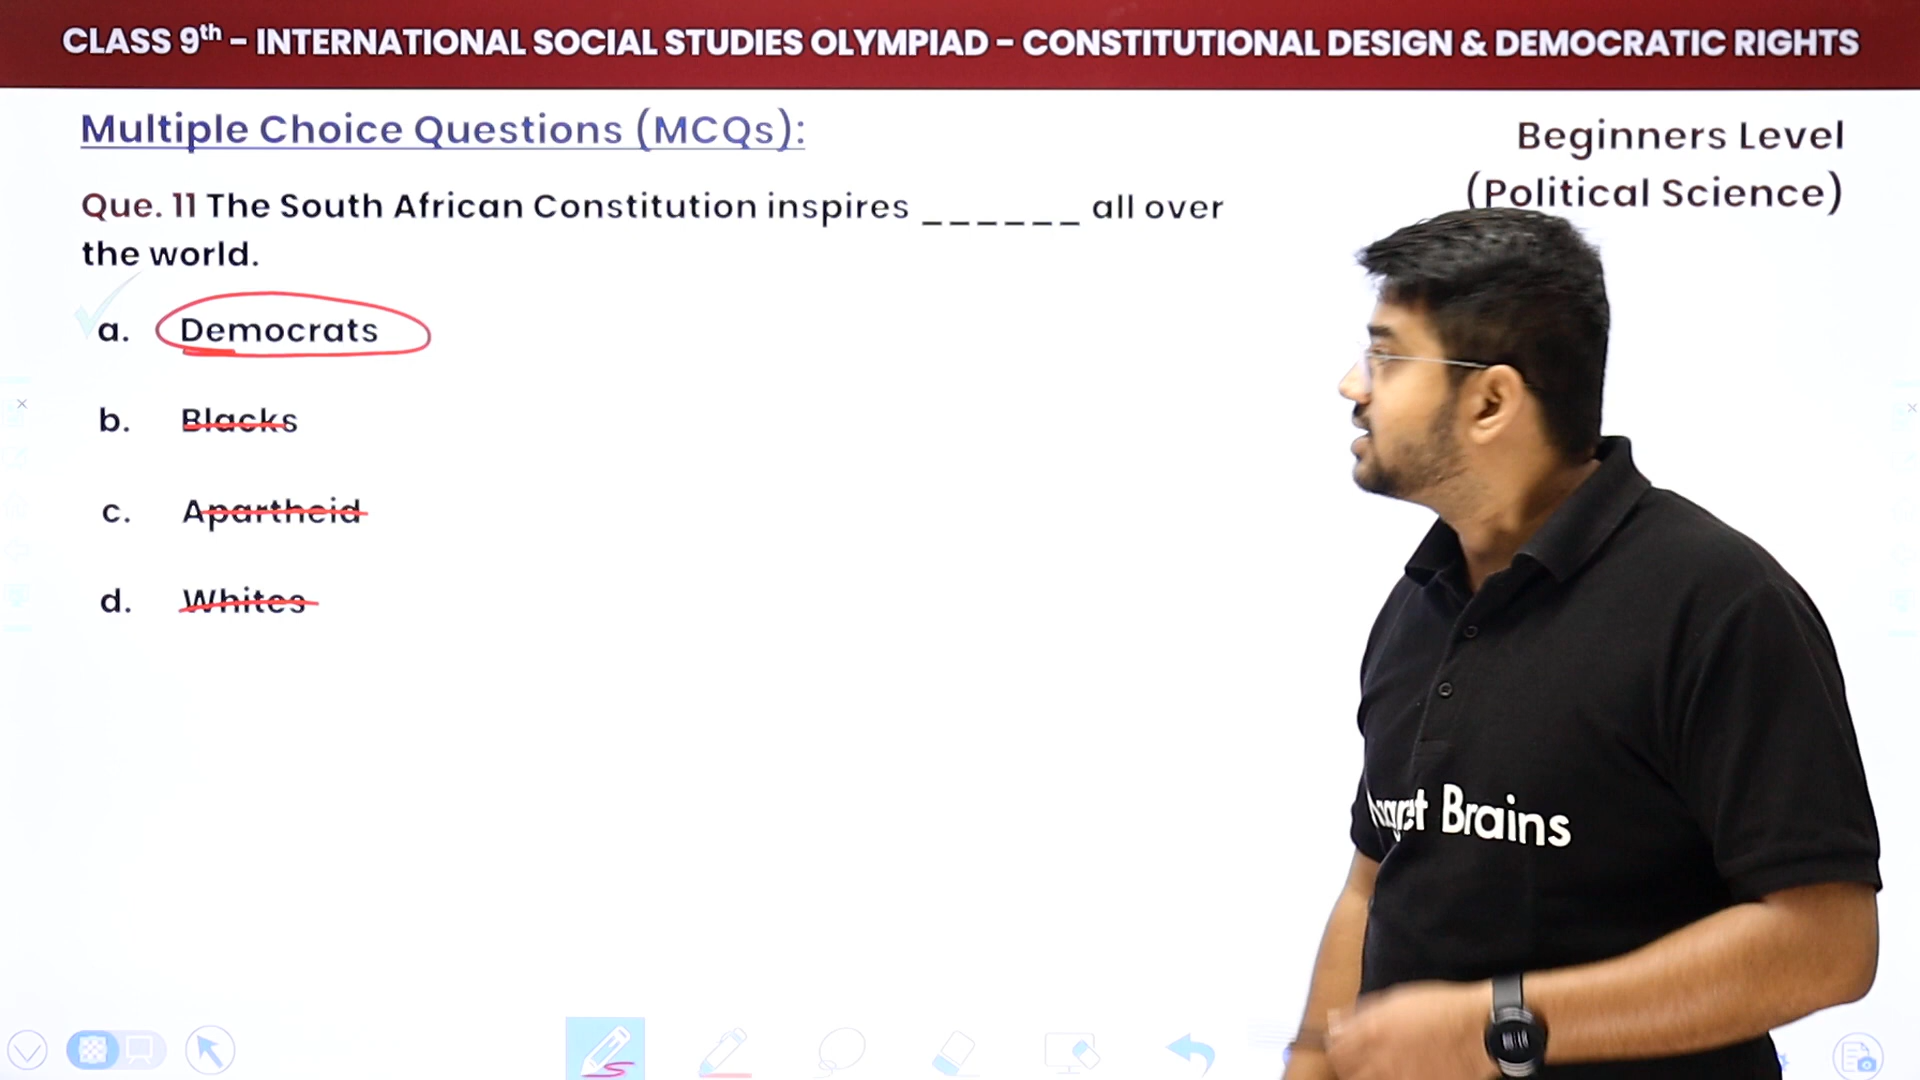 CLASS 9th - INTERNATIONAL SOCIAL STUDIES OLYMPIAD - CONSTITUTIONAL DESIGN & DEMOCRATIC RIGHTS
Multiple Choice Questions (MCQs):
Beginners Level
(Political Science)
Que. 11 The South African Constitution inspires ______ all over
the world.
a. Democrats
b. Blacks
c. Apartheid
d. Whites
Brains